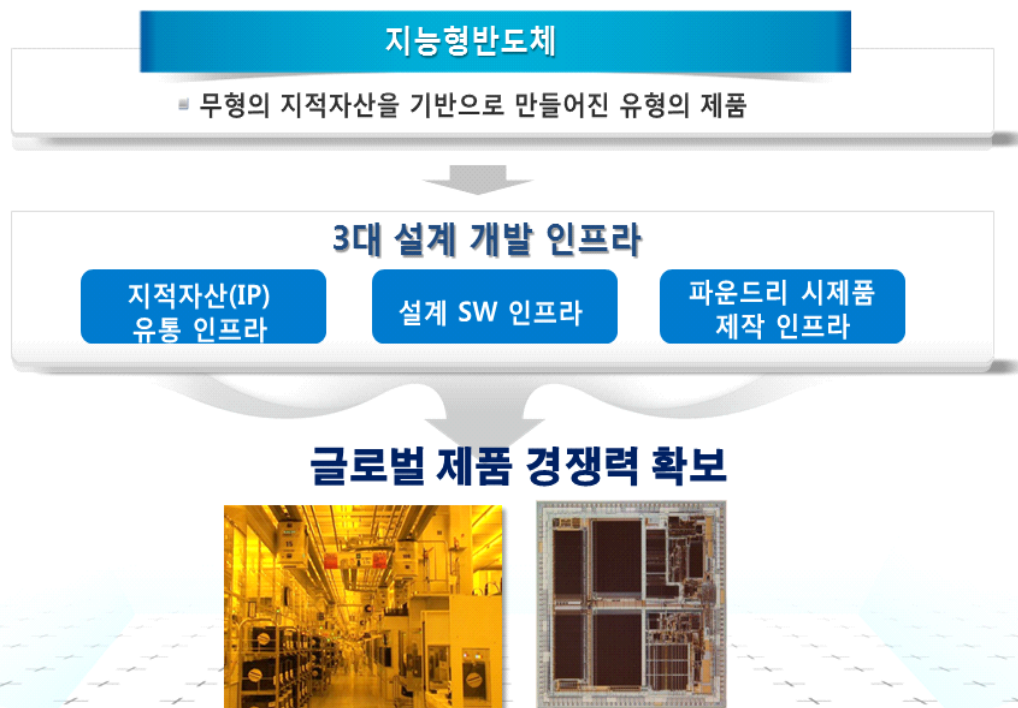 지능형반도체
무형의 지적자산을 기반으로 만들어진 유형의 제품
3대 설계 개발 인프라
지적자산(IP)
유통 인프라
설계 SW 인프라
파운드리 시제품
제작 인프라
글로벌 제품 경쟁력 확보